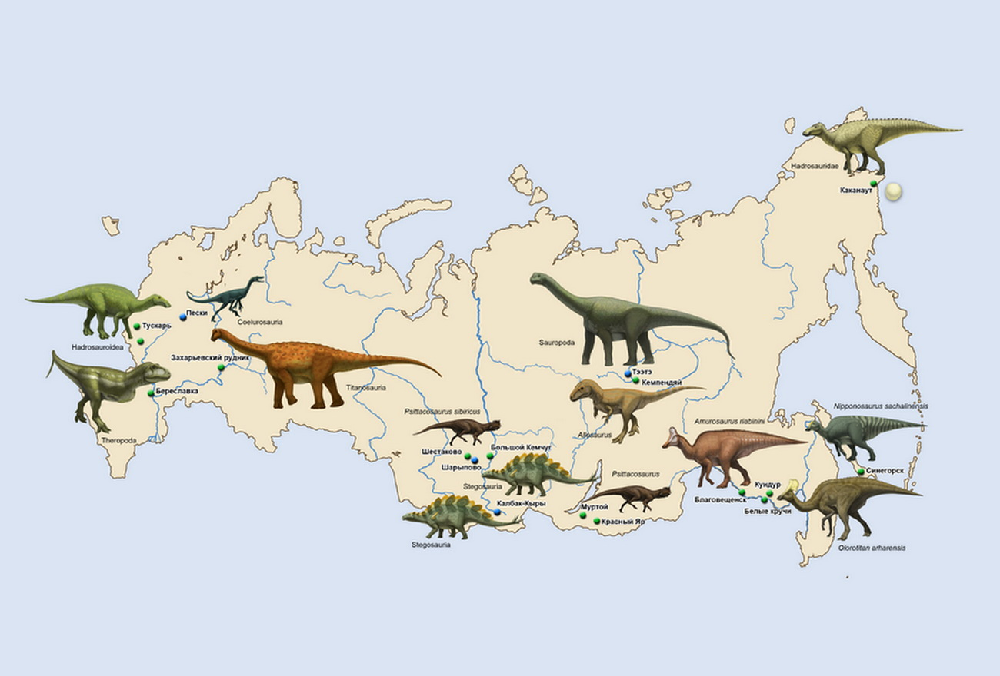 Hadrosauridae
Каканаут
Пески
Coelurosauria
Тускарь
Hadrosauroidea
Sauropoda
Захарьевский рудник
Тээтэ
Кемпендяй
Titanosauria
Береславка
Nipponosaurus sachalinensis
Psittacosaurus sibiricus
Amurosaurus riabinini
Allosaurus
Theropoda
Большой Кемчуг
Шестаково
Шарыпово
Синегорск
Psittacosaurus
Stegosauria
Кундур
Благовещенск
Калбак-Кыры
Муртой
Белые кручи
Красный Яр
Stegosauria
Olorotitan arharensis